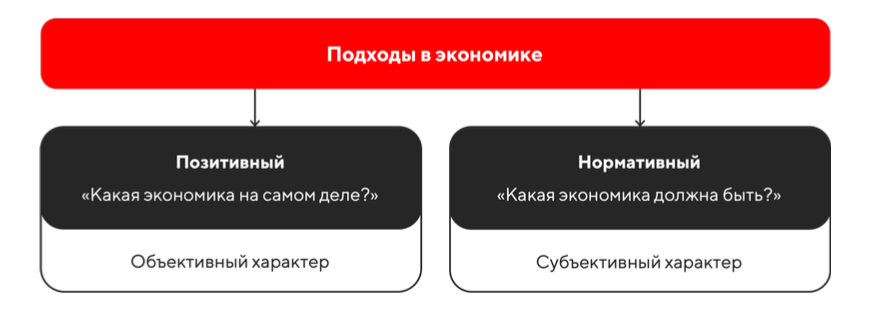 Подходы в экономике
Позитивный
«Какая экономика на самом деле?»
Объективный характер
Нормативный
«Какая экономика должна быть?»
Субъективный характер